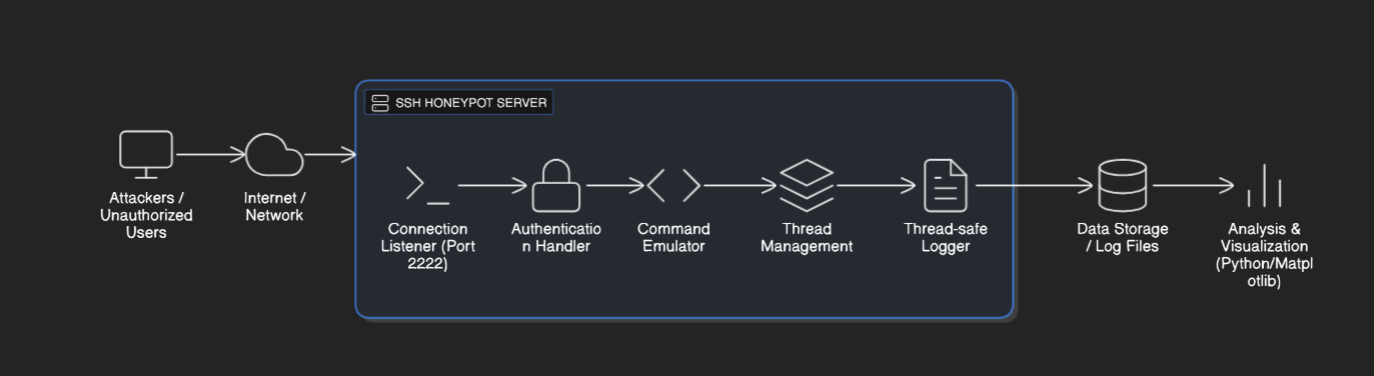 SSH HONEYPOT SERVER
Attackers /
Unauthorized
Users
Internet /
Network
Connection
Listener (Port
2222)
Authenticatio
n Handler
Command
Emulator
Thread
Management
Thread-safe
Logger
Data Storage
/ Log Files
Analysis &
Visualization
(Python/Matpl
otlib)